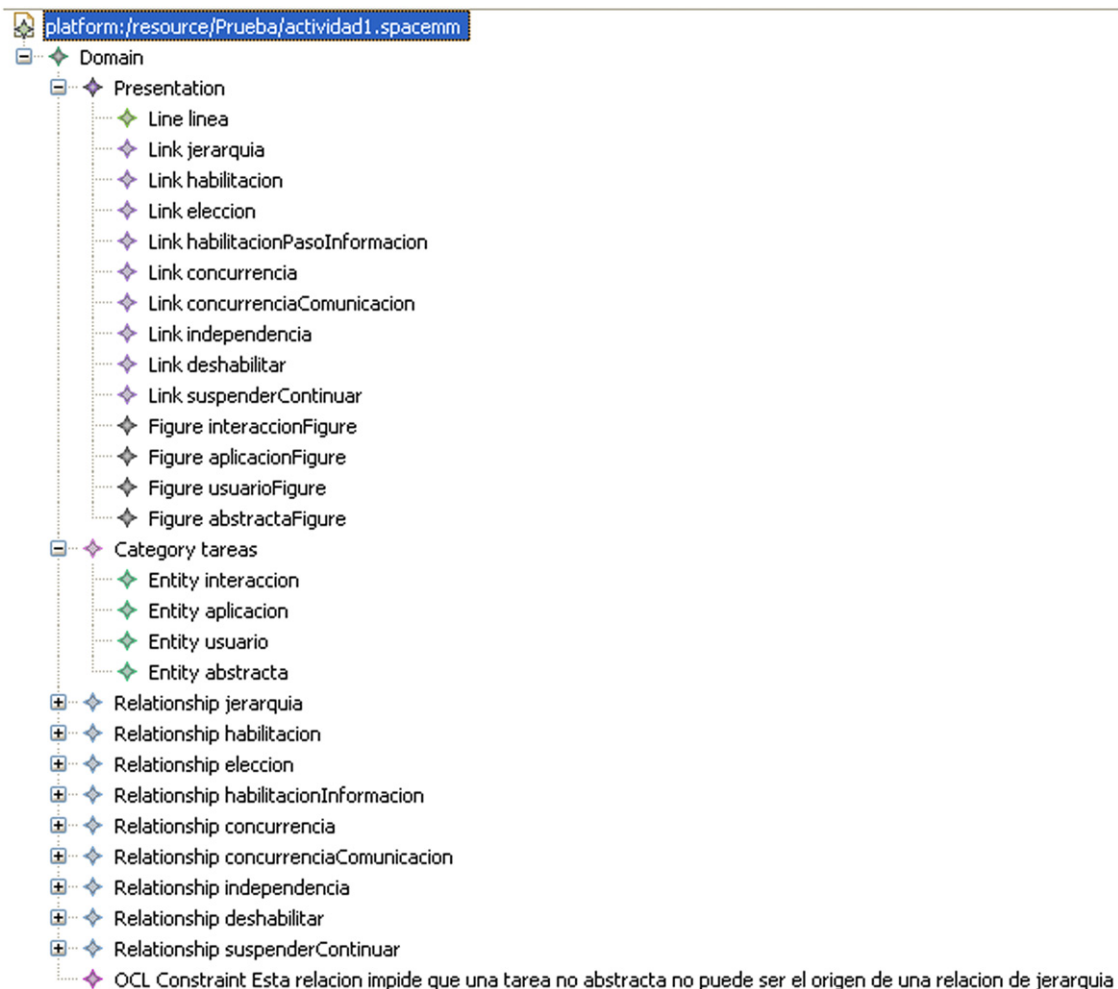 platform:/resource/Prueba/actividad1.spacemm
Domain
Presentation
Line linea
Link jerarquia
Link habilitacion
Link eleccion
Link habilitacionPasoInformacion
Link concurrencia
Link concurrenciaComunicacion
Link independencia
Link deshabilitar
Link suspenderContinuar
Figure interaccionFigure
Figure aplicacionFigure
Figure usuarioFigure
Figure abstractaFigure
Category tareas
Entity interaccion
Entity aplicacion
Entity usuario
Entity abstracta
Relationship jerarquia
Relationship habilitacion
Relationship eleccion
Relationship habilitacionInformacion
Relationship concurrencia
Relationship concurrenciaComunicacion
Relationship independencia
Relationship deshabilitar
Relationship suspenderContinuar
OCL Constraint Esta relacion impide que una tarea no abstracta no puede ser el origen de una relacion de jerarquia